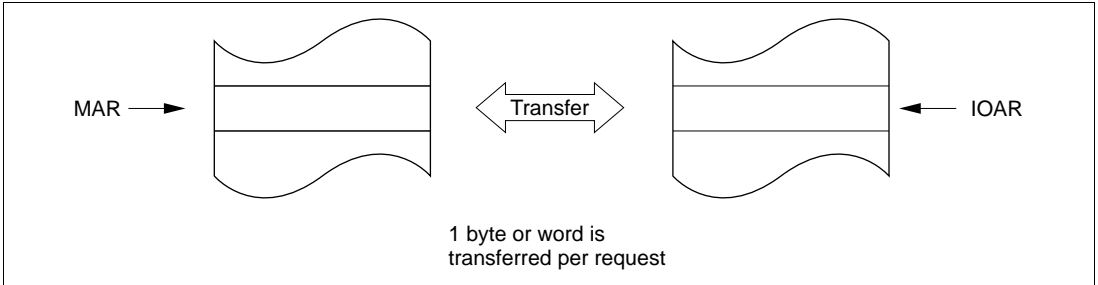 MAR
Transfer
IOAR
1 byte or word is
transferred per request